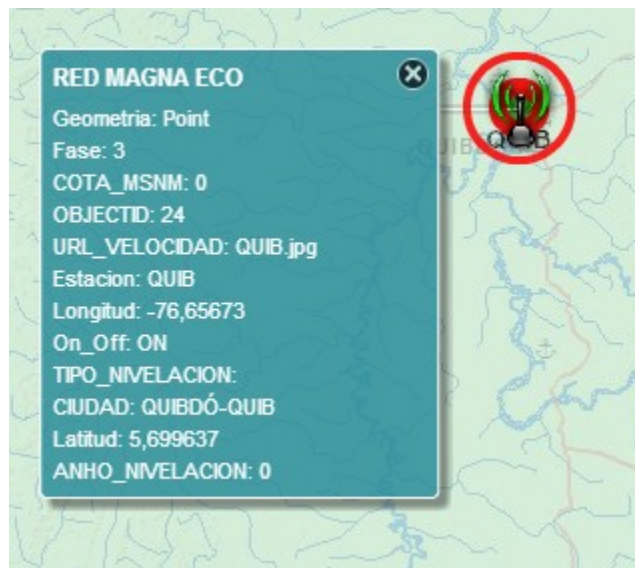 RED MAGNA ECO
Geometria: Point
Fase: 3
COTA_MSNM: 0
OBJECTID: 24
URL_VELOCIDAD: QUIB.jpg
Estacion: QUIB
Longitud: -76,65673
On_Off: ON
TIPO_NIVELACION:
CIUDAD: QUIBDÓ-QUIB
Latitud: 5,699637
ANHO_NIVELACION: 0
QUIB